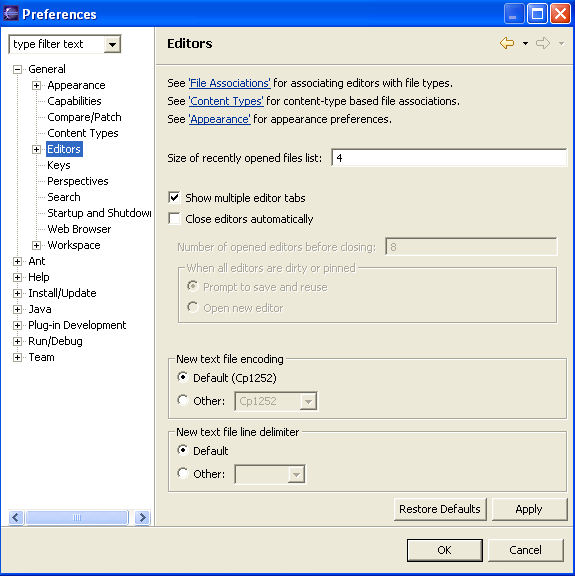 Preferences
type filter text
General
Appearance
Capabilities
Compare/Patch
Content Types
Editors
Keys
Perspectives
Search
Startup and Shutdow
Web Browser
Workspace
Ant
Help
Install/Update
Java
Plug-in Development
Run/Debug
Team
Editors
See 'File Associations' for associating editors with file types.
See 'Content Types' for content-type based file associations.
See 'Appearance' for appearance preferences.
Size of recently opened files list: 4
Show multiple editor tabs
Close editors automatically
Number of opened editors before closing: 8
When all editors are dirty or pinned
Prompt to save and reuse
Open new editor
New text file encoding
Default (Cp1252)
Other: Cp1252
New text file line delimiter
Default
Other:
Restore Defaults Apply
OK Cancel